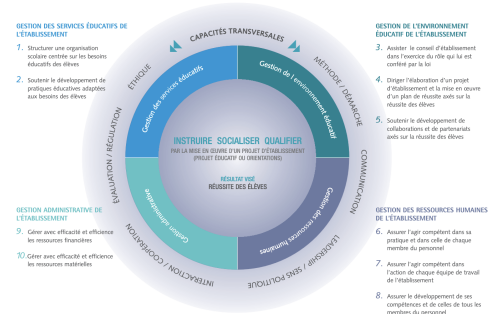 GESTION DES SERVICES ÉDUCATIFS DE
L'ÉTABLISSEMENT
1. Structurer une organisation
scolaire centrée sur les besoins
éducatifs des élèves
2. Soutenir le développement de
pratiques éducatives adaptées
aux besoins des élèves
CAPACITÉS TRANSVERSALES
ÉTHIQUE
MÉTHODE / DÉMARCHE
COMMUNICATION
LEADERSHIP / SENS POLITIQUE
INTERACTION / COOPÉRATION
ÉVALUATION / RÉGULATION
Gestion des services éducatifs
Gestion de l'environnement éducatif
Gestion des ressources humaines
Gestion administrative
INSTRUIRE SOCIALISER QUALIFIER
PAR LA MISE EN ŒUVRE D'UN PROJET D'ÉTABLISSEMENT
(PROJET ÉDUCATIF OU ORIENTATIONS)
RÉSULTAT VISÉ
RÉUSSITE DES ÉLÈVES
GESTION DE L'ENVIRONNEMENT
ÉDUCATIF DE L'ÉTABLISSEMENT
3. Assister le conseil d'établissement
dans l'exercice du rôle qui lui est
conféré par la loi
4. Diriger l'élaboration d'un projet
d'établissement et la mise en œuvre
d'un plan de réussite axés sur la
réussite des élèves
5. Soutenir le développement de
collaborations et de partenariats
axés sur la réussite des élèves
GESTION ADMINISTRATIVE DE
L'ÉTABLISSEMENT
9. Gérer avec efficacité et efficience
les ressources financières
10. Gérer avec efficacité et efficience
les ressources matérielles
GESTION DES RESSOURCES HUMAINES
DE L'ÉTABLISSEMENT
6. Assurer l'agir compétent dans sa
pratique et dans celle de chaque
membre du personnel
7. Assurer l'agir compétent dans
l'action de chaque équipe de travail
de l'établissement
8. Assurer le développement de ses
compétences et de celles de tous les
membres du personnel